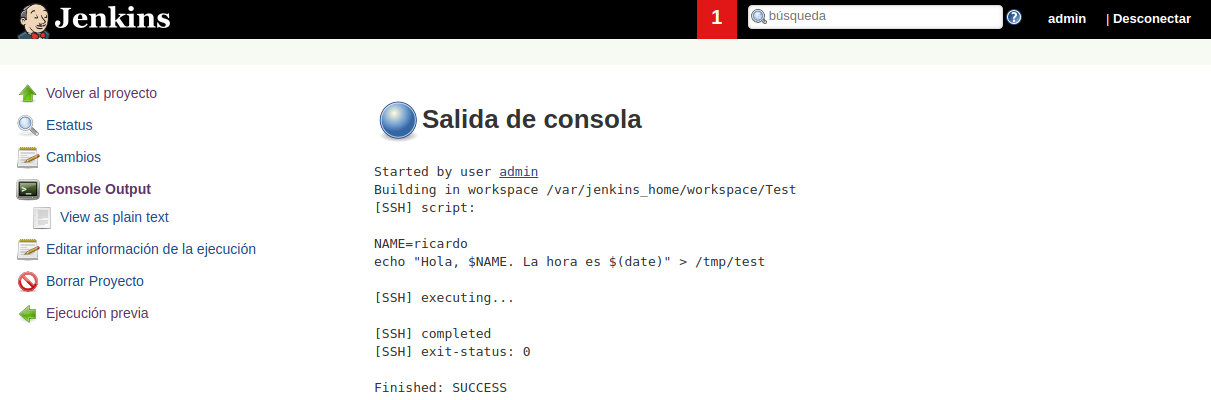 Jenkins
1
búsqueda
?
admin
| Desconectar
Volver al proyecto
Estatus
Cambios
Console Output
View as plain text
Editar información de la ejecución
Borrar Proyecto
Ejecución previa
Salida de consola
Started by user admin
Building in workspace /var/jenkins_home/workspace/Test
[SSH] script:
NAME=ricardo
echo "Hola, $NAME. La hora es $(date)" > /tmp/test
[SSH] executing...
[SSH] completed
[SSH] exit-status: 0
Finished: SUCCESS